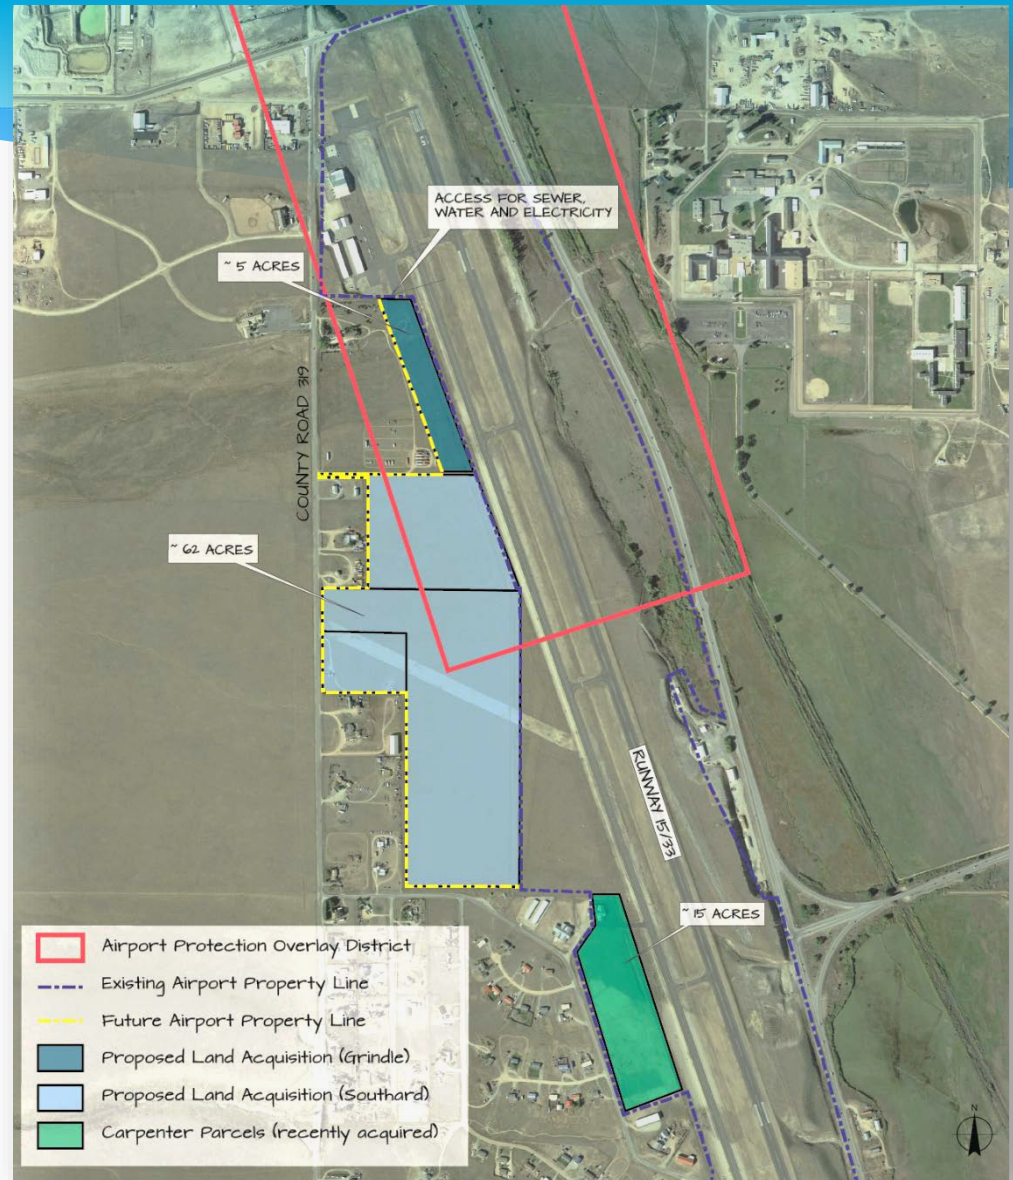 ACCESS FOR SEWER,
WATER AND ELECTRICITY
~ 5 ACRES
COUNTY ROAD 319
~ 62 ACRES
RUNWAY 15/33
~ 15 ACRES
Airport Protection Overlay District
Existing Airport Property Line
Future Airport Property Line
Proposed Land Acquisition (Grindle)
Proposed Land Acquisition (Southard)
Carpenter Parcels (recently acquired)
N